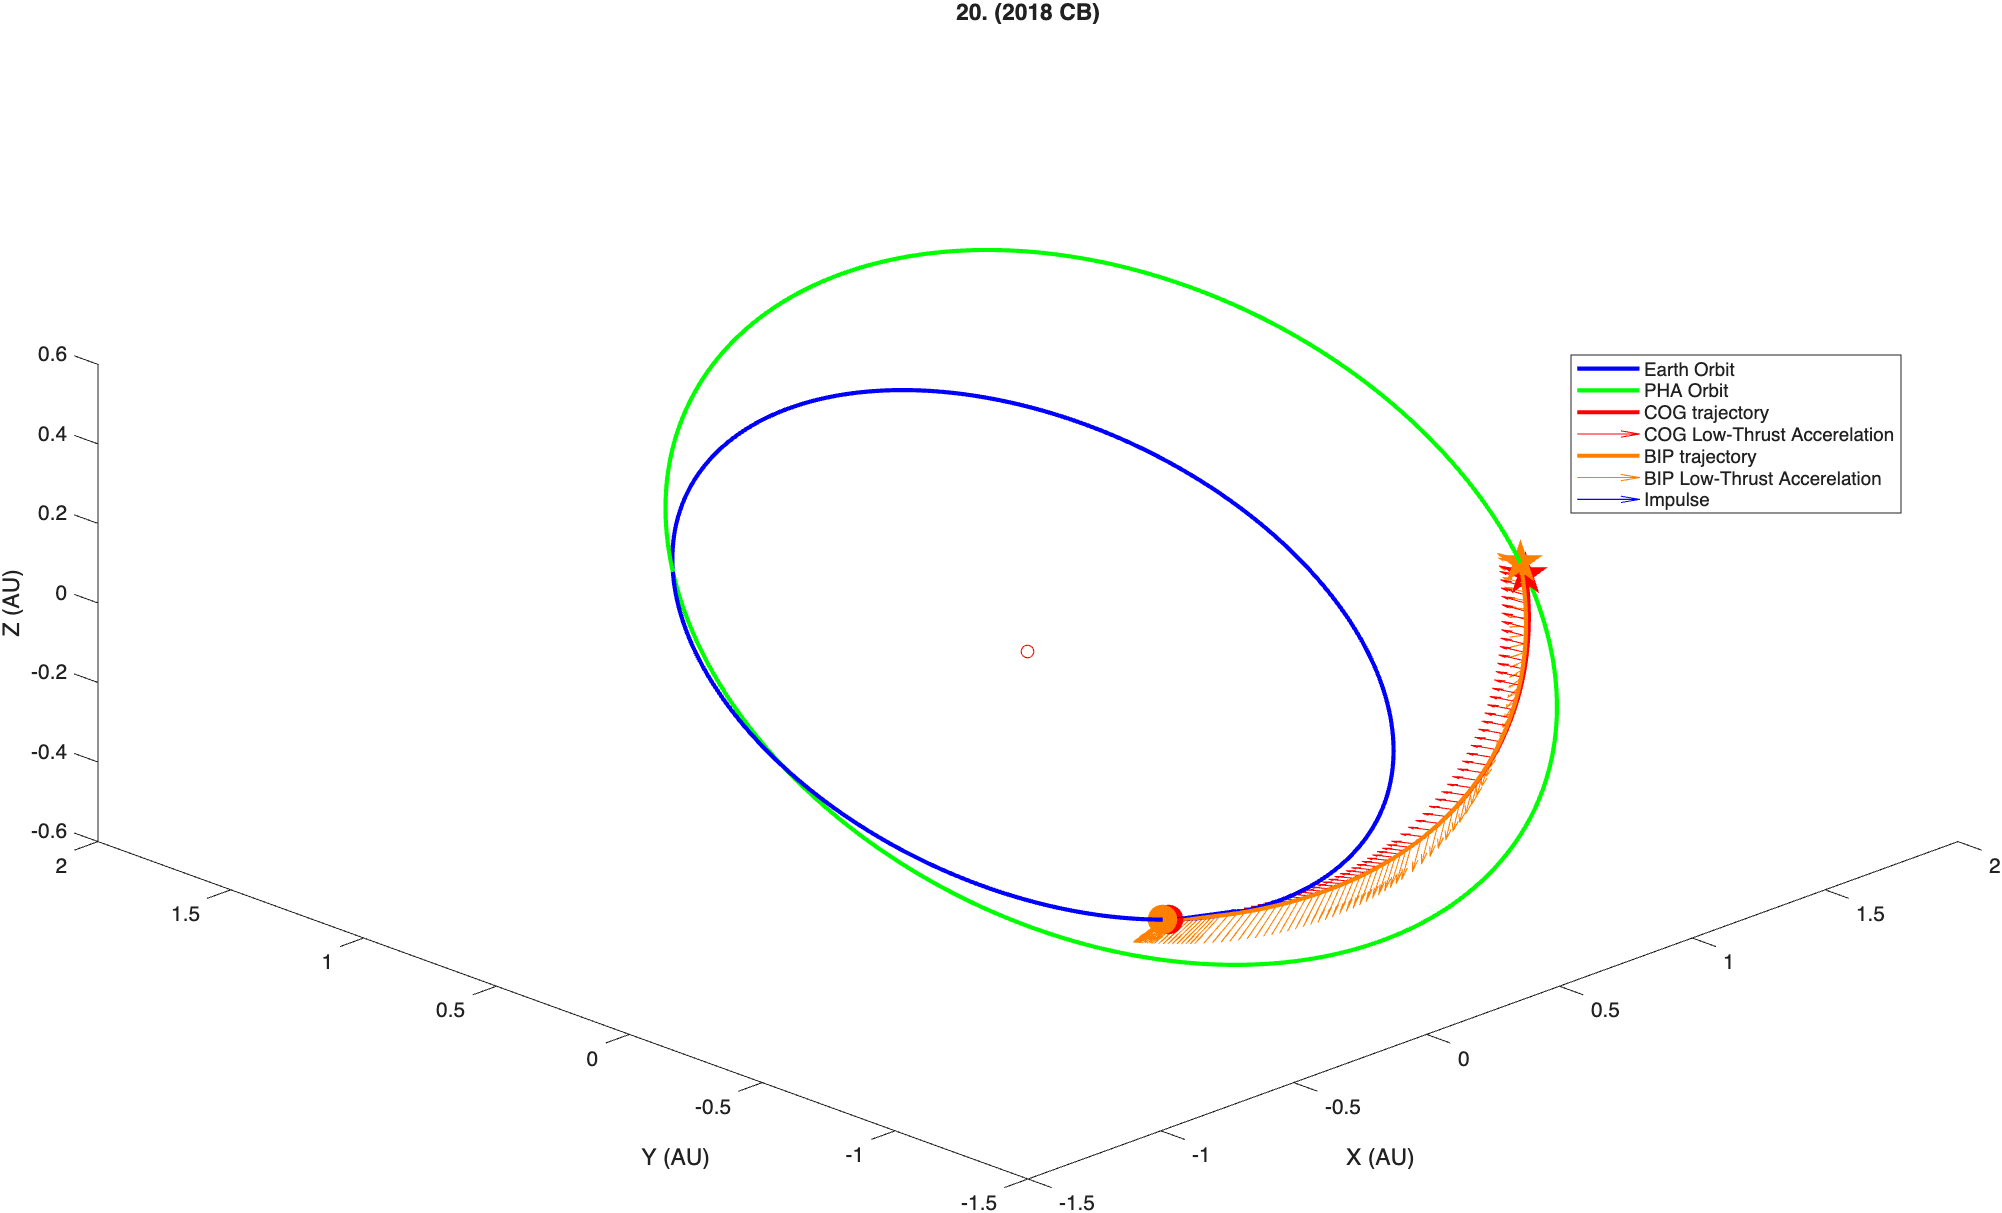 20. (2018 CB)
Earth Orbit
PHA Orbit
COG trajectory
COG Low-Thrust Accerelation
BIP trajectory
BIP Low-Thrust Accerelation
Impulse
Z (AU)
0.6
0.4
0.2
0
-0.2
-0.4
-0.6
2
1.5
1
0.5
0
-0.5
-1
-1.5
Y (AU)
-1.5
-1
-0.5
0
0.5
1
1.5
2
X (AU)